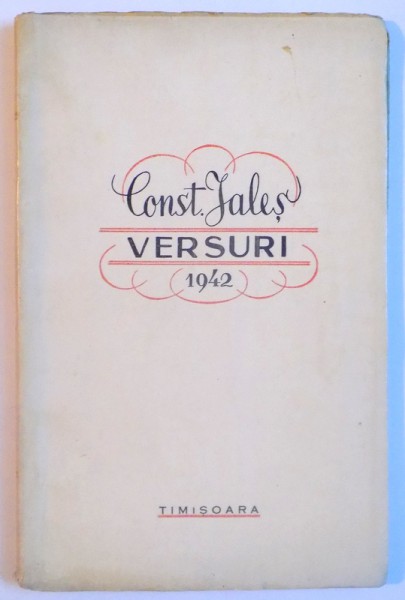 Const. Jaleș
VERSURI
1942
TIMIȘOARA